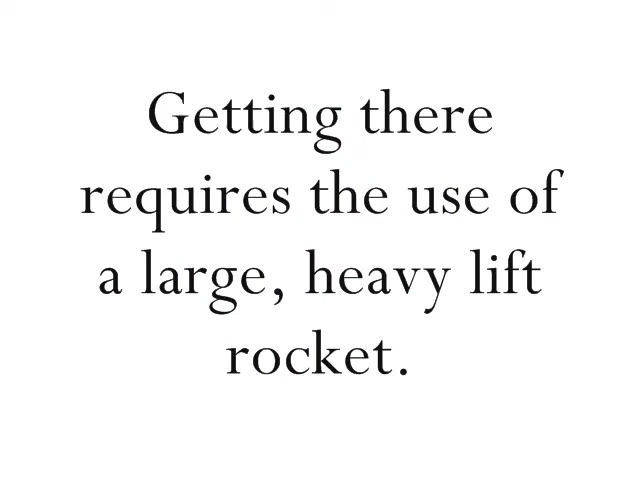 Getting there
requires the use of
a large, heavy lift
rocket.